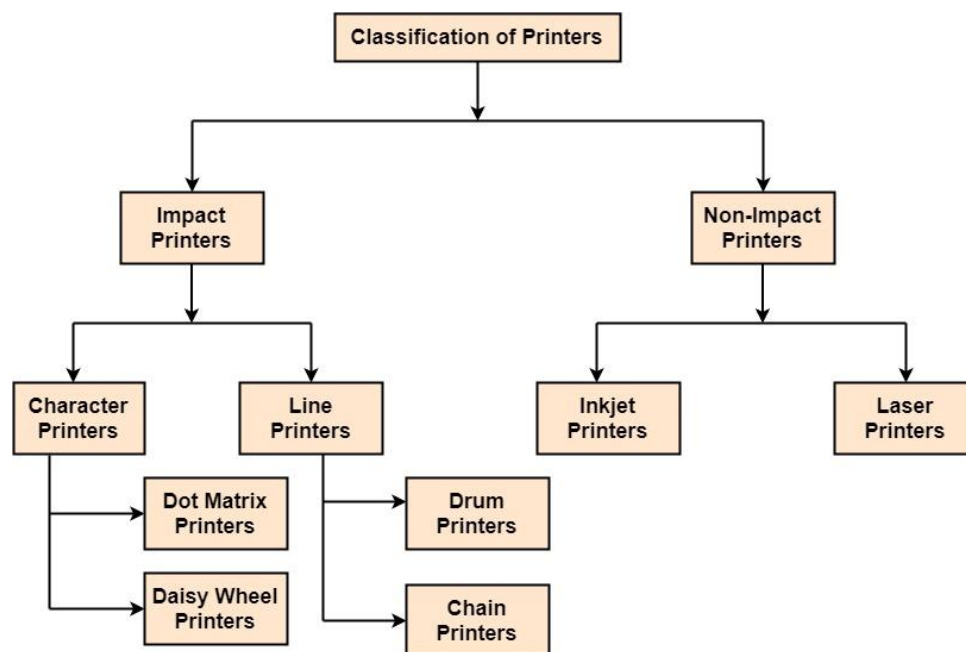 Classification of Printers
Impact
Printers
Non-Impact
Printers
Character
Printers
Line
Printers
Inkjet
Printers
Laser
Printers
Dot Matrix
Printers
Drum
Printers
Daisy Wheel
Printers
Chain
Printers